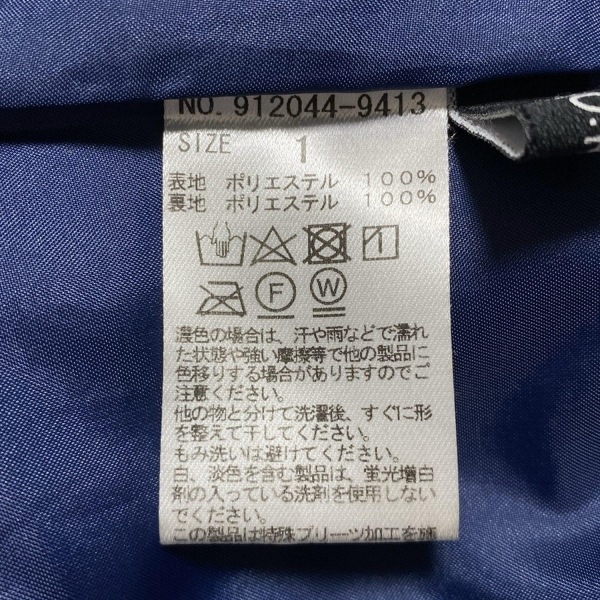 NO. 912044-9413
SIZE 1
表地 ポリエステル 100%
裏地 ポリエステル 100%
F W
濃色の場合は、汗や雨などで濡れ
た状態や強い摩擦等で他の製品に
色移りする場合がありますのでご
注意ください。
他の物と分けて洗濯後、すぐに形
を整えて干してください。
もみ洗いは避けてください。
白、淡色を含む製品は、蛍光増白
剤の入っている洗剤を使用しない
でください。
この製品は特殊プリーツ加工を施